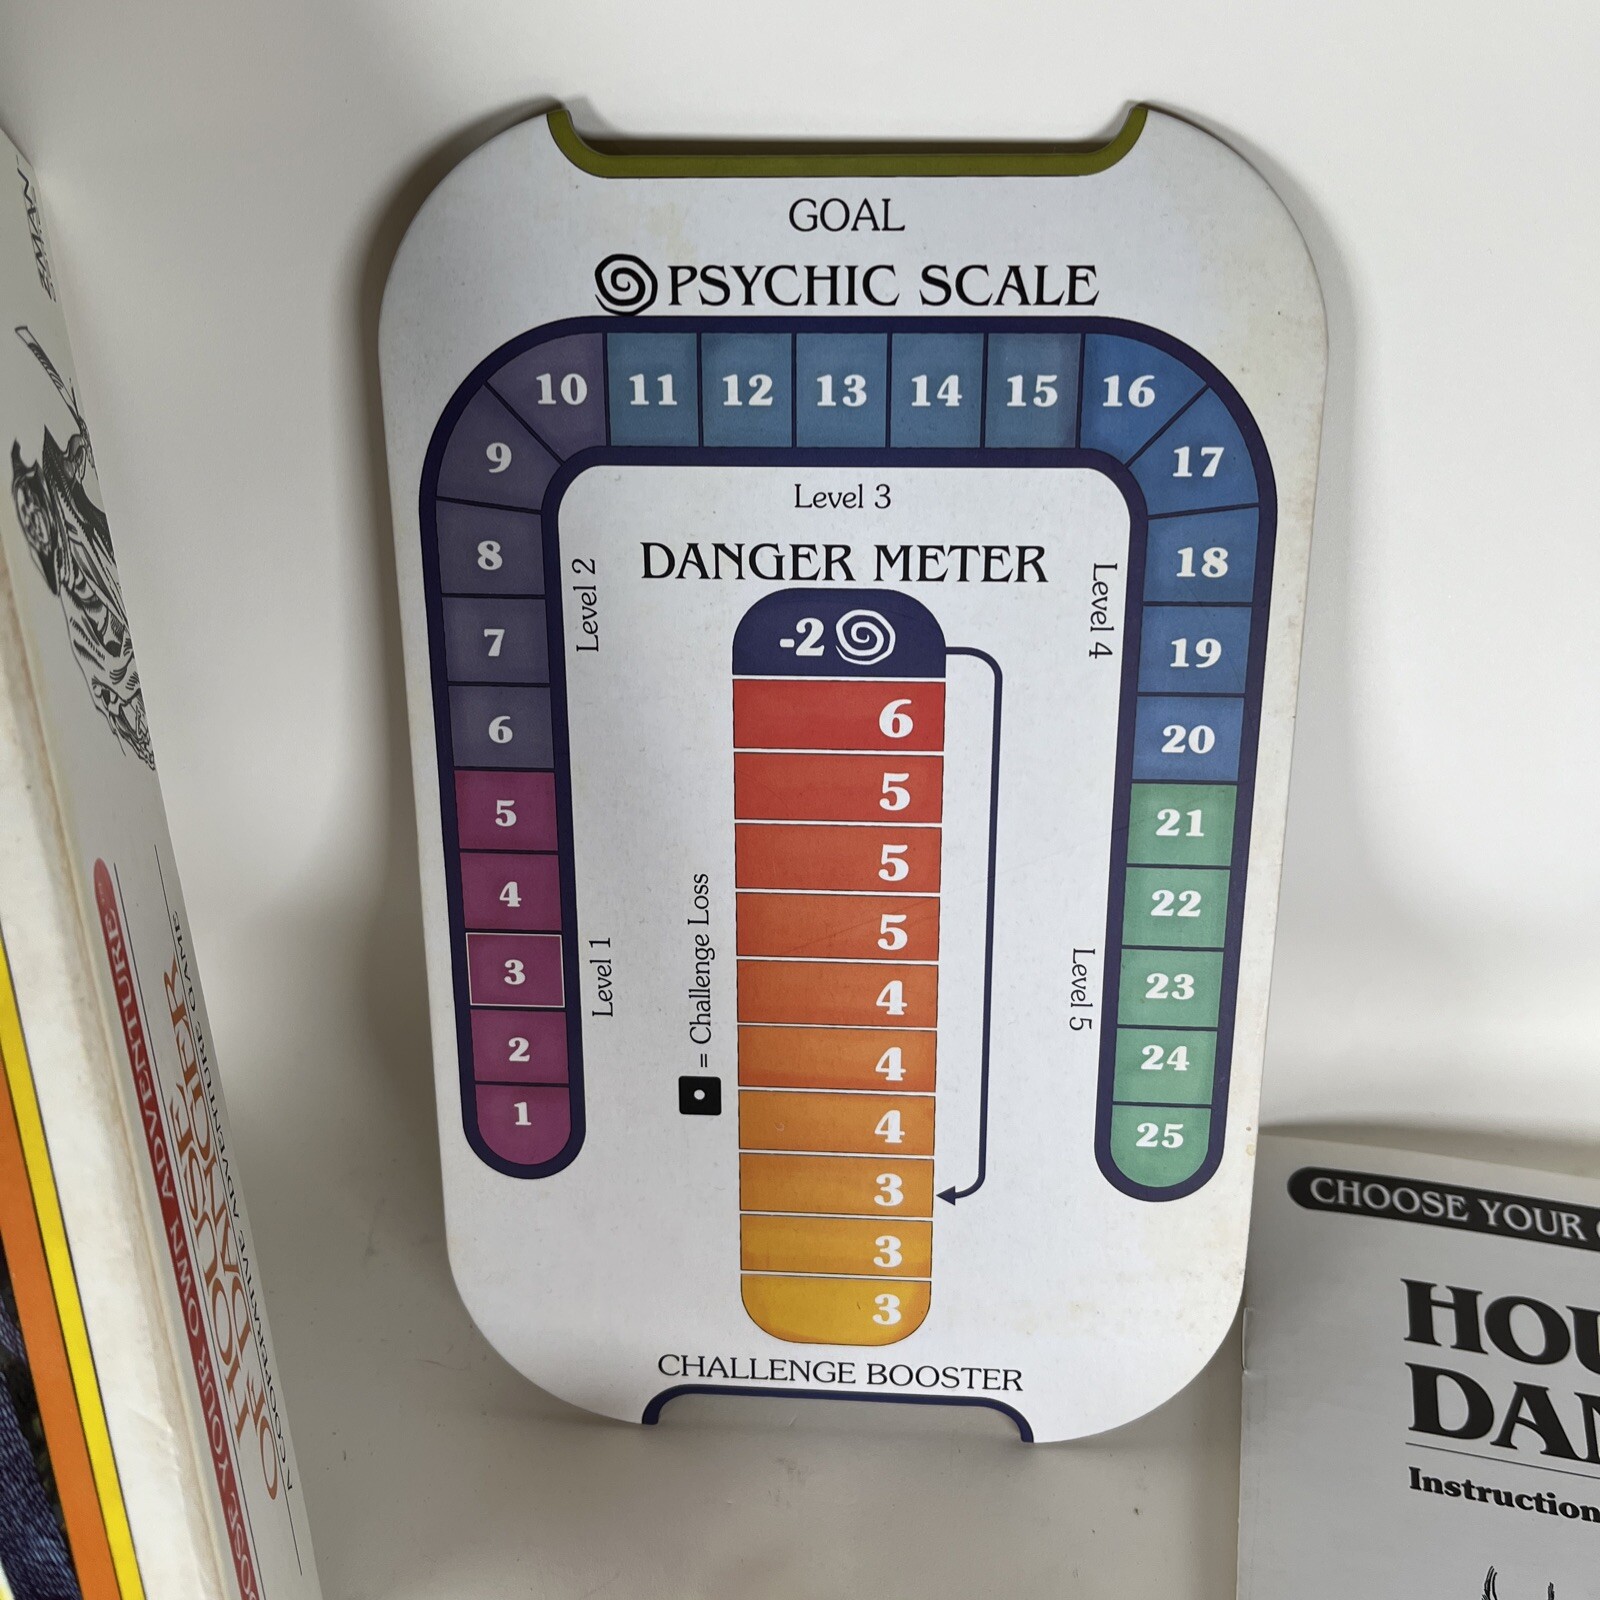 GOAL
PSYCHIC SCALE
10 11 12 13 14 15 16
9 17
8 18
7 19
6 20
5 21
4 22
3 23
2 24
1 25
Level 1
Level 2
Level 3
Level 4
Level 5
DANGER METER
-2
6
5
5
5
4
4
4
3
3
3
= Challenge Loss
CHALLENGE BOOSTER
CHOOSE YOUR
HOU
DAN
Instruction
YOUR OWN ADVENTURE